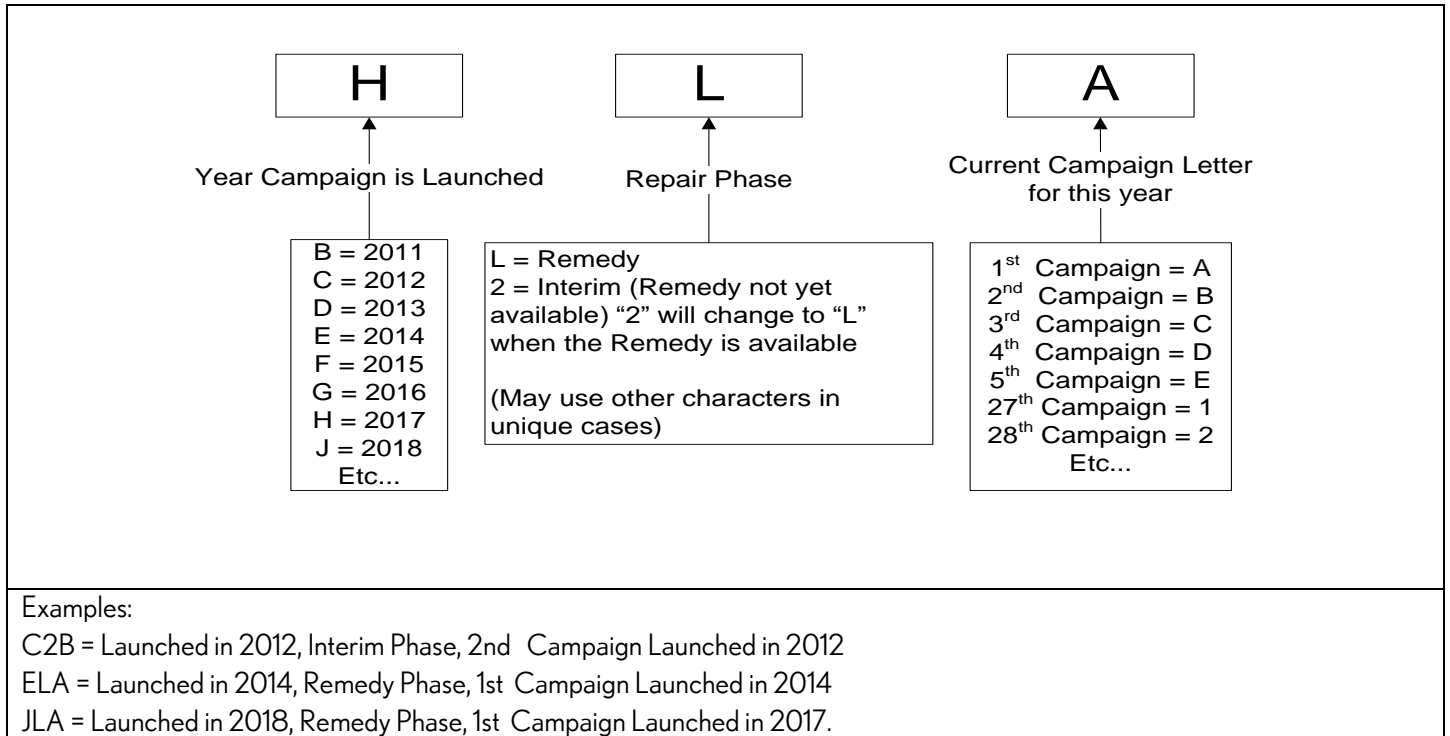 H
L
A
Year Campaign is Launched
Repair Phase
Current Campaign Letter
for this year
B = 2011
C = 2012
D = 2013
E = 2014
F = 2015
G = 2016
H = 2017
J = 2018
Etc...
L = Remedy
2 = Interim (Remedy not yet
available) “2” will change to “L”
when the Remedy is available
(May use other characters in
unique cases)
1st Campaign = A
2nd Campaign = B
3rd Campaign = C
4th Campaign = D
5th Campaign = E
27th Campaign = 1
28th Campaign = 2
Etc...
Examples:
C2B = Launched in 2012, Interim Phase, 2nd Campaign Launched in 2012
ELA = Launched in 2014, Remedy Phase, 1st Campaign Launched in 2014
JLA = Launched in 2018, Remedy Phase, 1st Campaign Launched in 2017.